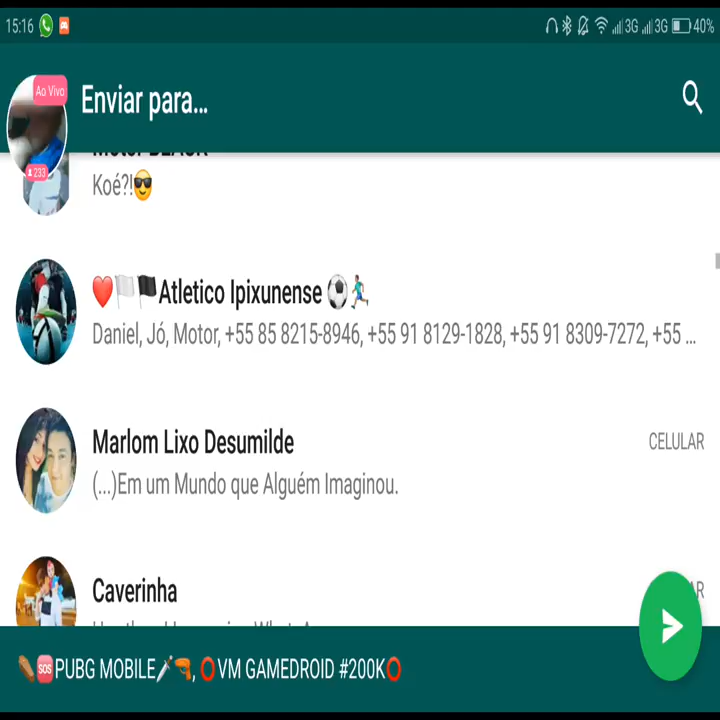 15:16 3G 3G 40%
Ao Vivo
Enviar para...
233
Koé?!😎
❤️🏳️🏴Atletico Ipixunense ⚽🏃🏽‍♂️
Daniel, Jó, Motor, +55 85 8215-8946, +55 91 8129-1828, +55 91 8309-7272, +55 ...
Marlom Lixo Desumilde CELULAR
(...)Em um Mundo que Alguém Imaginou.
Caverinha
⚰️🆘PUBG MOBILE🗡️🔫, ⭕VM GAMEDROID #200K⭕